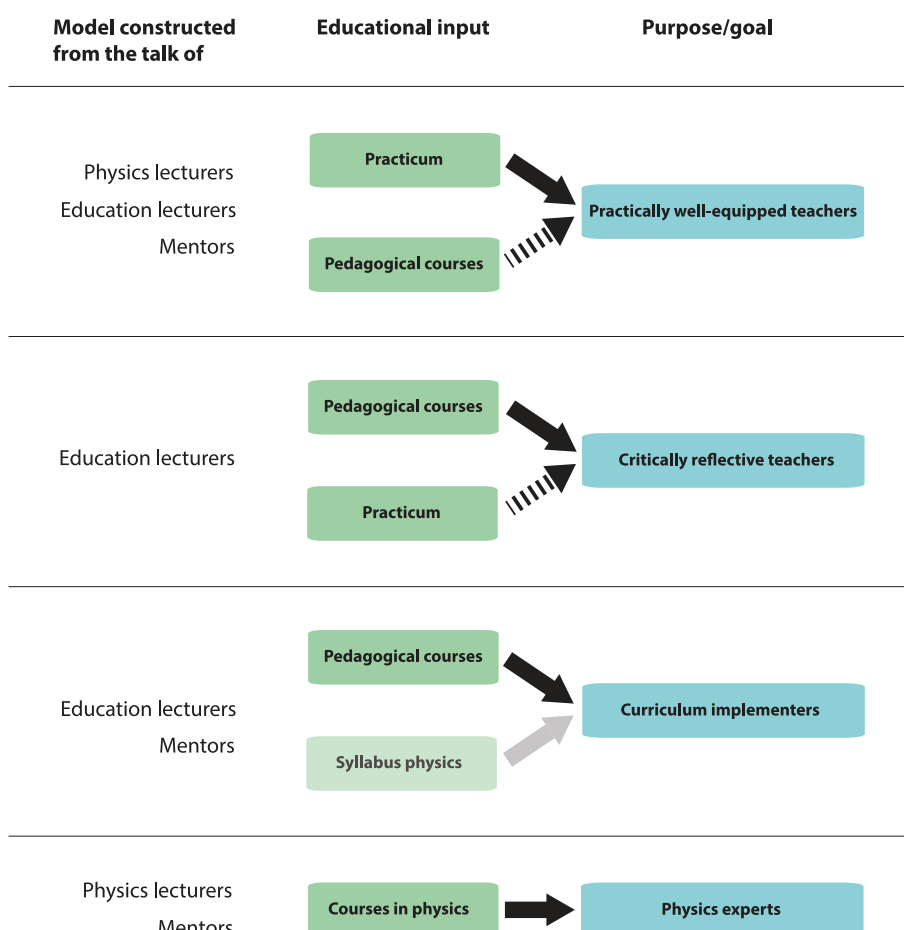 Model constructed
from the talk of
Educational input
Purpose/goal
Physics lecturers
Education lecturers
Mentors
Practicum
Pedagogical courses
Practically well-equipped teachers
Education lecturers
Pedagogical courses
Practicum
Critically reflective teachers
Education lecturers
Mentors
Pedagogical courses
Syllabus physics
Curriculum implementers
Physics lecturers
Mentors
Courses in physics
Physics experts